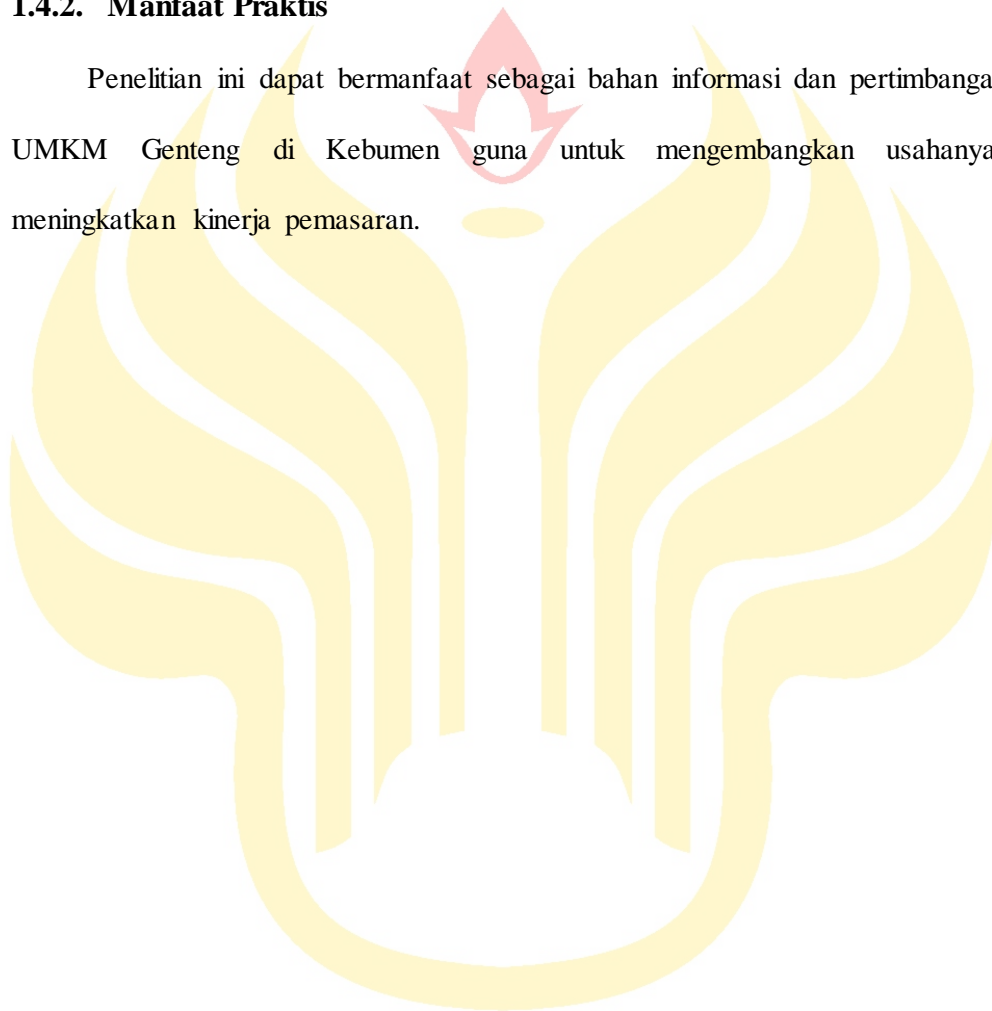 1.4.2. Manfaat Praktis
Penelitian ini dapat bermanfaat sebagai bahan informasi dan pertimbanga
UMKM Genteng di Kebumen guna untuk mengembangkan usahanya
meningkatkan kinerja pemasaran.